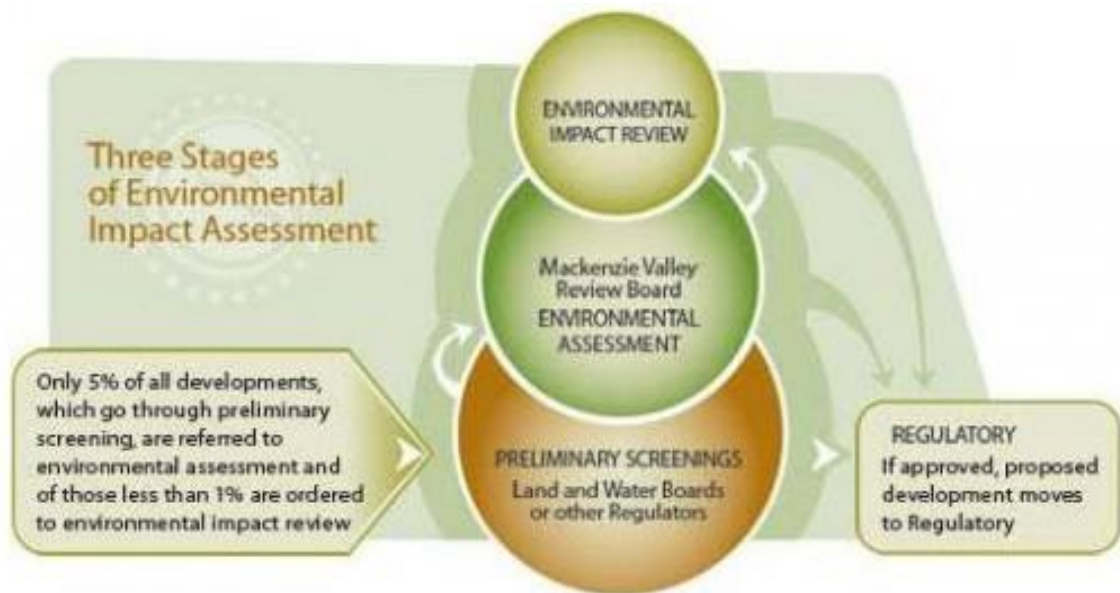 Three Stages
of Environmental
Impact Assessment
ENVIRONMENTAL
IMPACT REVIEW
Mackenzie Valley
Review Board
ENVIRONMENTAL
ASSESSMENT
PRELIMINARY SCREENINGS
Land and Water Boards
or other Regulators
Only 5% of all developments,
which go through preliminary
screening, are referred to
environmental assessment and
of those less than 1% are ordered
to environmental impact review
REGULATORY
If approved, proposed
development moves
to Regulatory